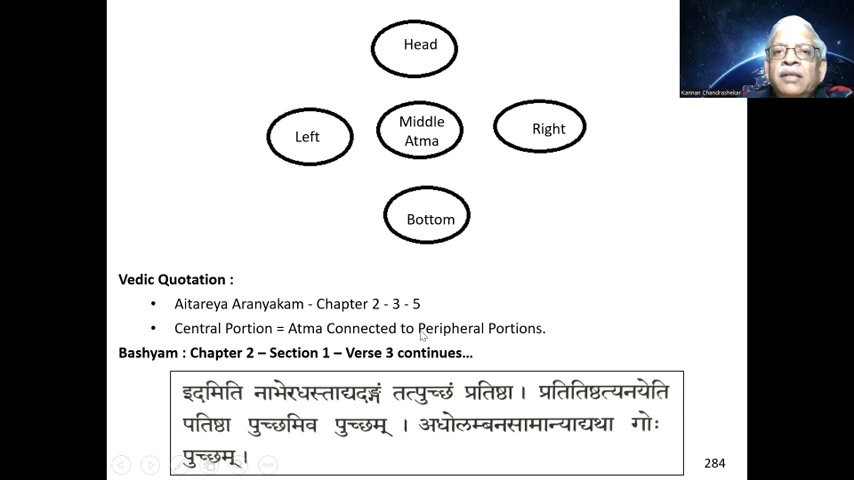 Head
Kannan Chandrashekar
Left
Middle
Atma
Right
Bottom
Vedic Quotation :
• Aitareya Aranyakam - Chapter 2 - 3 - 5
• Central Portion = Atma Connected to Peripheral Portions.
Bashyam : Chapter 2 – Section 1 – Verse 3 continues…
इदमिति नाभेरधस्ताद्यदङ्गं तत्पुच्छं प्रतिष्ठा । प्रतितिष्ठत्यनयेति
पतिष्ठा पुच्छमिव पुच्छम् । अधोलम्बनसामान्याद्यथा गोः
पुच्छम् ।
284